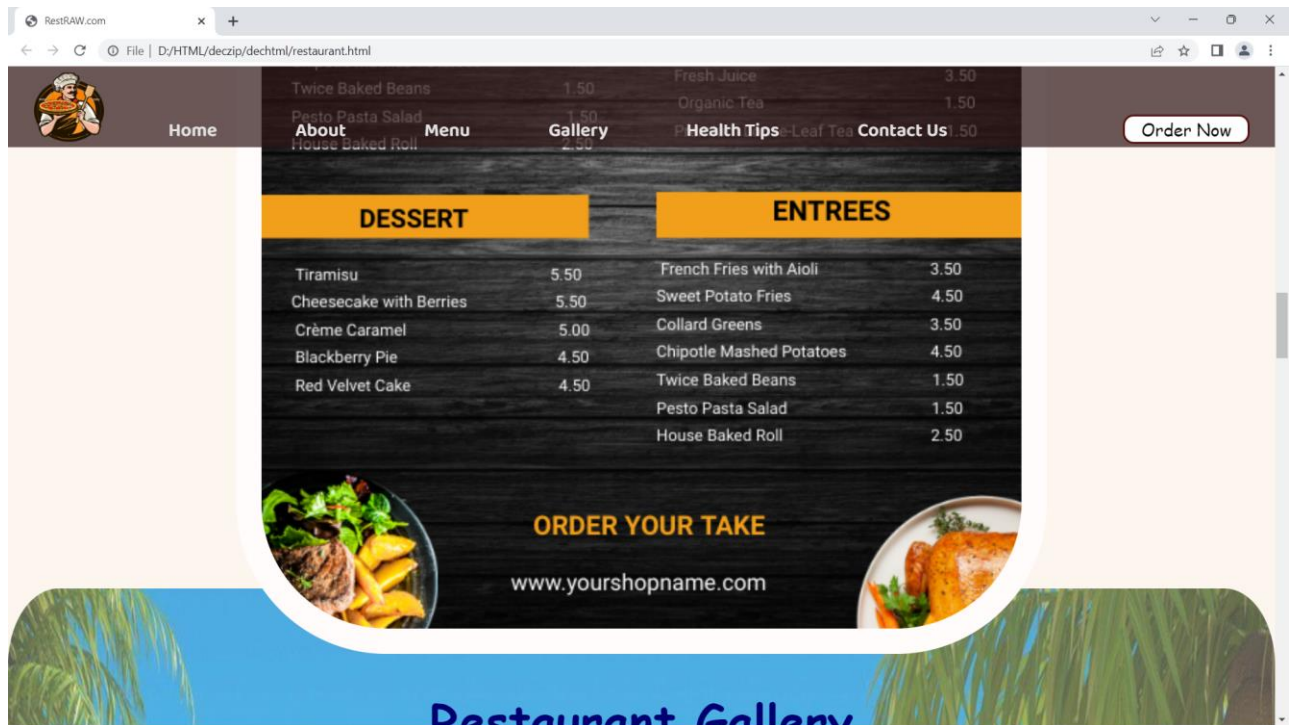 RestRAW.com
File | D:/HTML/deczip/dechtml/restaurant.html
Twice Baked Beans 1.50
Pesto Pasta Salad 1.50
House Baked Roll 2.50
Fresh Juice 3.50
Organic Tea 1.50
e-Leaf Tea 1.50
Home About Menu Gallery Health Tips Contact Us Order Now
DESSERT
Tiramisu 5.50
Cheesecake with Berries 5.50
Crème Caramel 5.00
Blackberry Pie 4.50
Red Velvet Cake 4.50
ENTREES
French Fries with Aioli 3.50
Sweet Potato Fries 4.50
Collard Greens 3.50
Chipotle Mashed Potatoes 4.50
Twice Baked Beans 1.50
Pesto Pasta Salad 1.50
House Baked Roll 2.50
ORDER YOUR TAKE
www.yourshopname.com
Restaurant Gallery